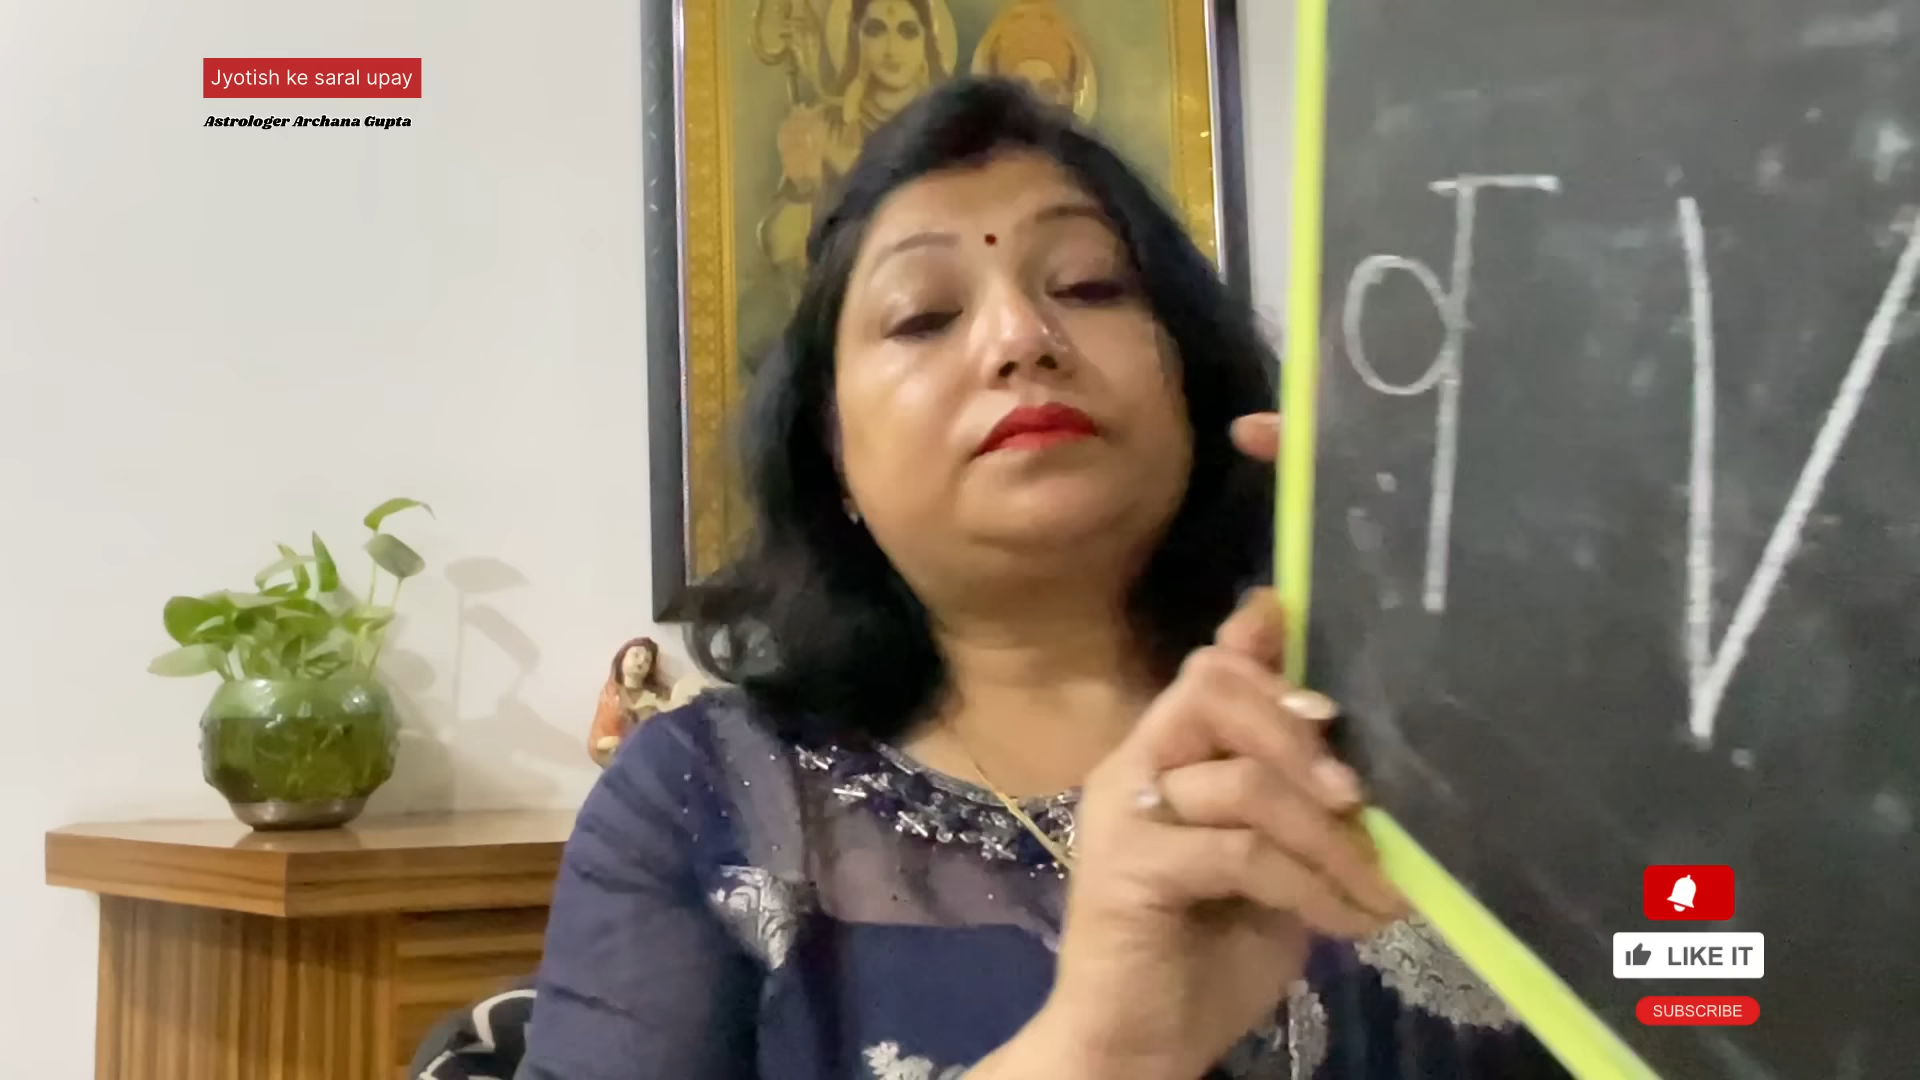 Jyotish ke saral upay
Astrologer Archana Gupta
व V
LIKE IT
SUBSCRIBE